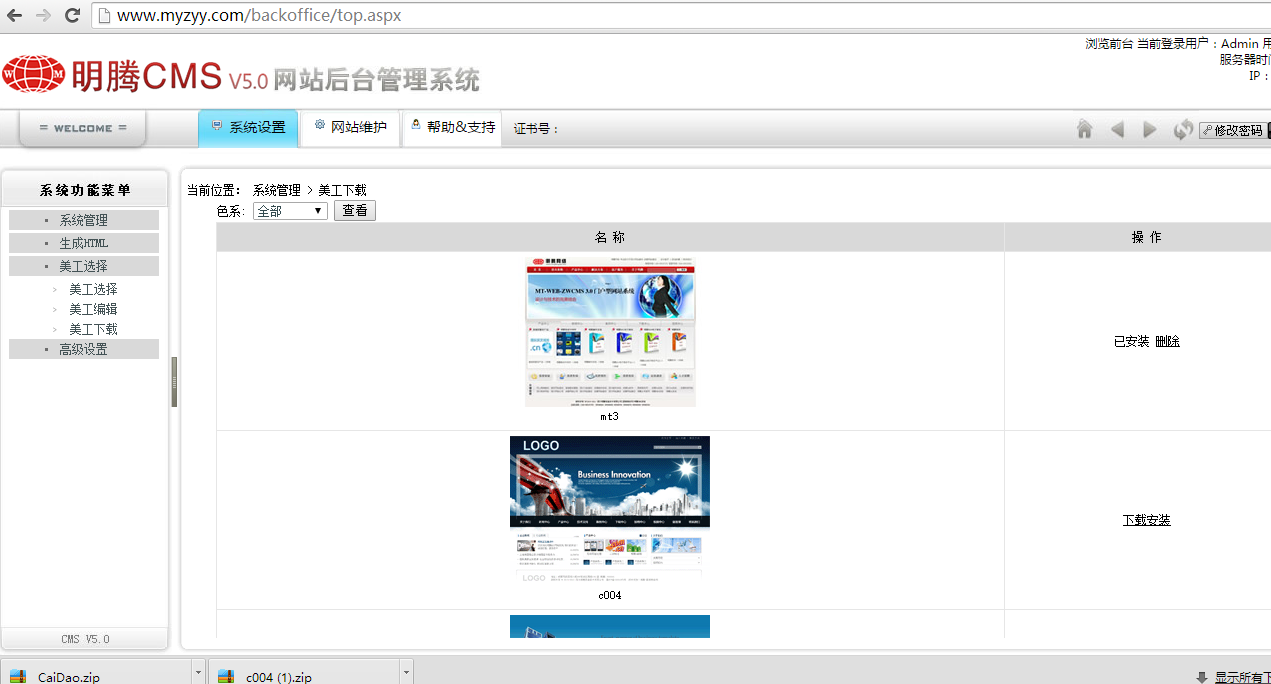 www.myzyy.com/backoffice/top.aspx
浏览前台 当前登录用户：Admin 用
服务器时间
IP：
明腾CMS V5.0 网站后台管理系统
= WELCOME =
系统设置
网站维护
帮助&支持
证书号：
修改密码
系统功能菜单
系统管理
生成HTML
美工选择
美工选择
美工编辑
美工下载
高级设置
CMS V5.0
当前位置： 系统管理 > 美工下载
色系: 全部 查看
名 称
操 作
MT-WEB-ZWCMS 3.0 门户型网站系统
mt3
已安装 删除
LOGO
Business Innovation
LOGO
c004
下载安装
CaiDao.zip
c004 (1).zip
显示所有下